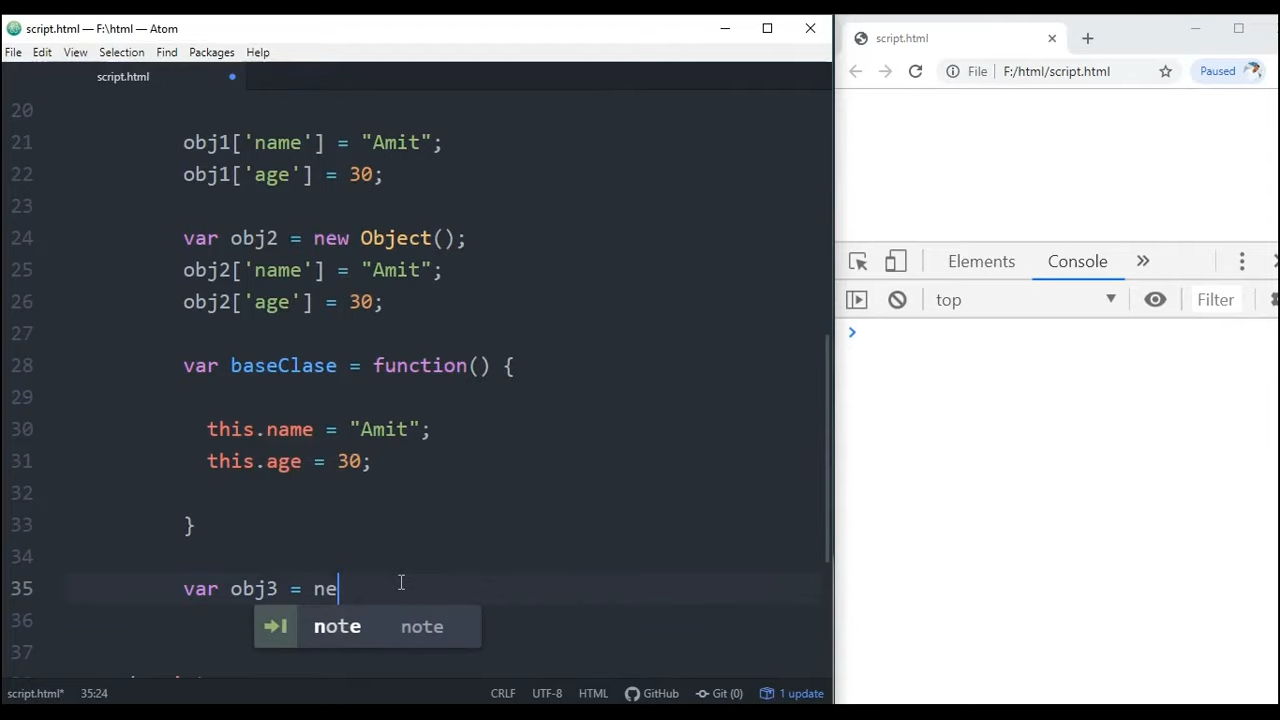 script.html — F:\html — Atom
File Edit View Selection Find Packages Help
script.html
20
21 obj1['name'] = "Amit";
22 obj1['age'] = 30;
23
24 var obj2 = new Object();
25 obj2['name'] = "Amit";
26 obj2['age'] = 30;
27
28 var baseClase = function() {
29
30 this.name = "Amit";
31 this.age = 30;
32
33 }
34
35 var obj3 = ne
36 note note
37
script.html* 35:24 CRLF UTF-8 HTML GitHub Git (0) 1 update
script.html
File F:/html/script.html Paused
Elements Console
top Filter